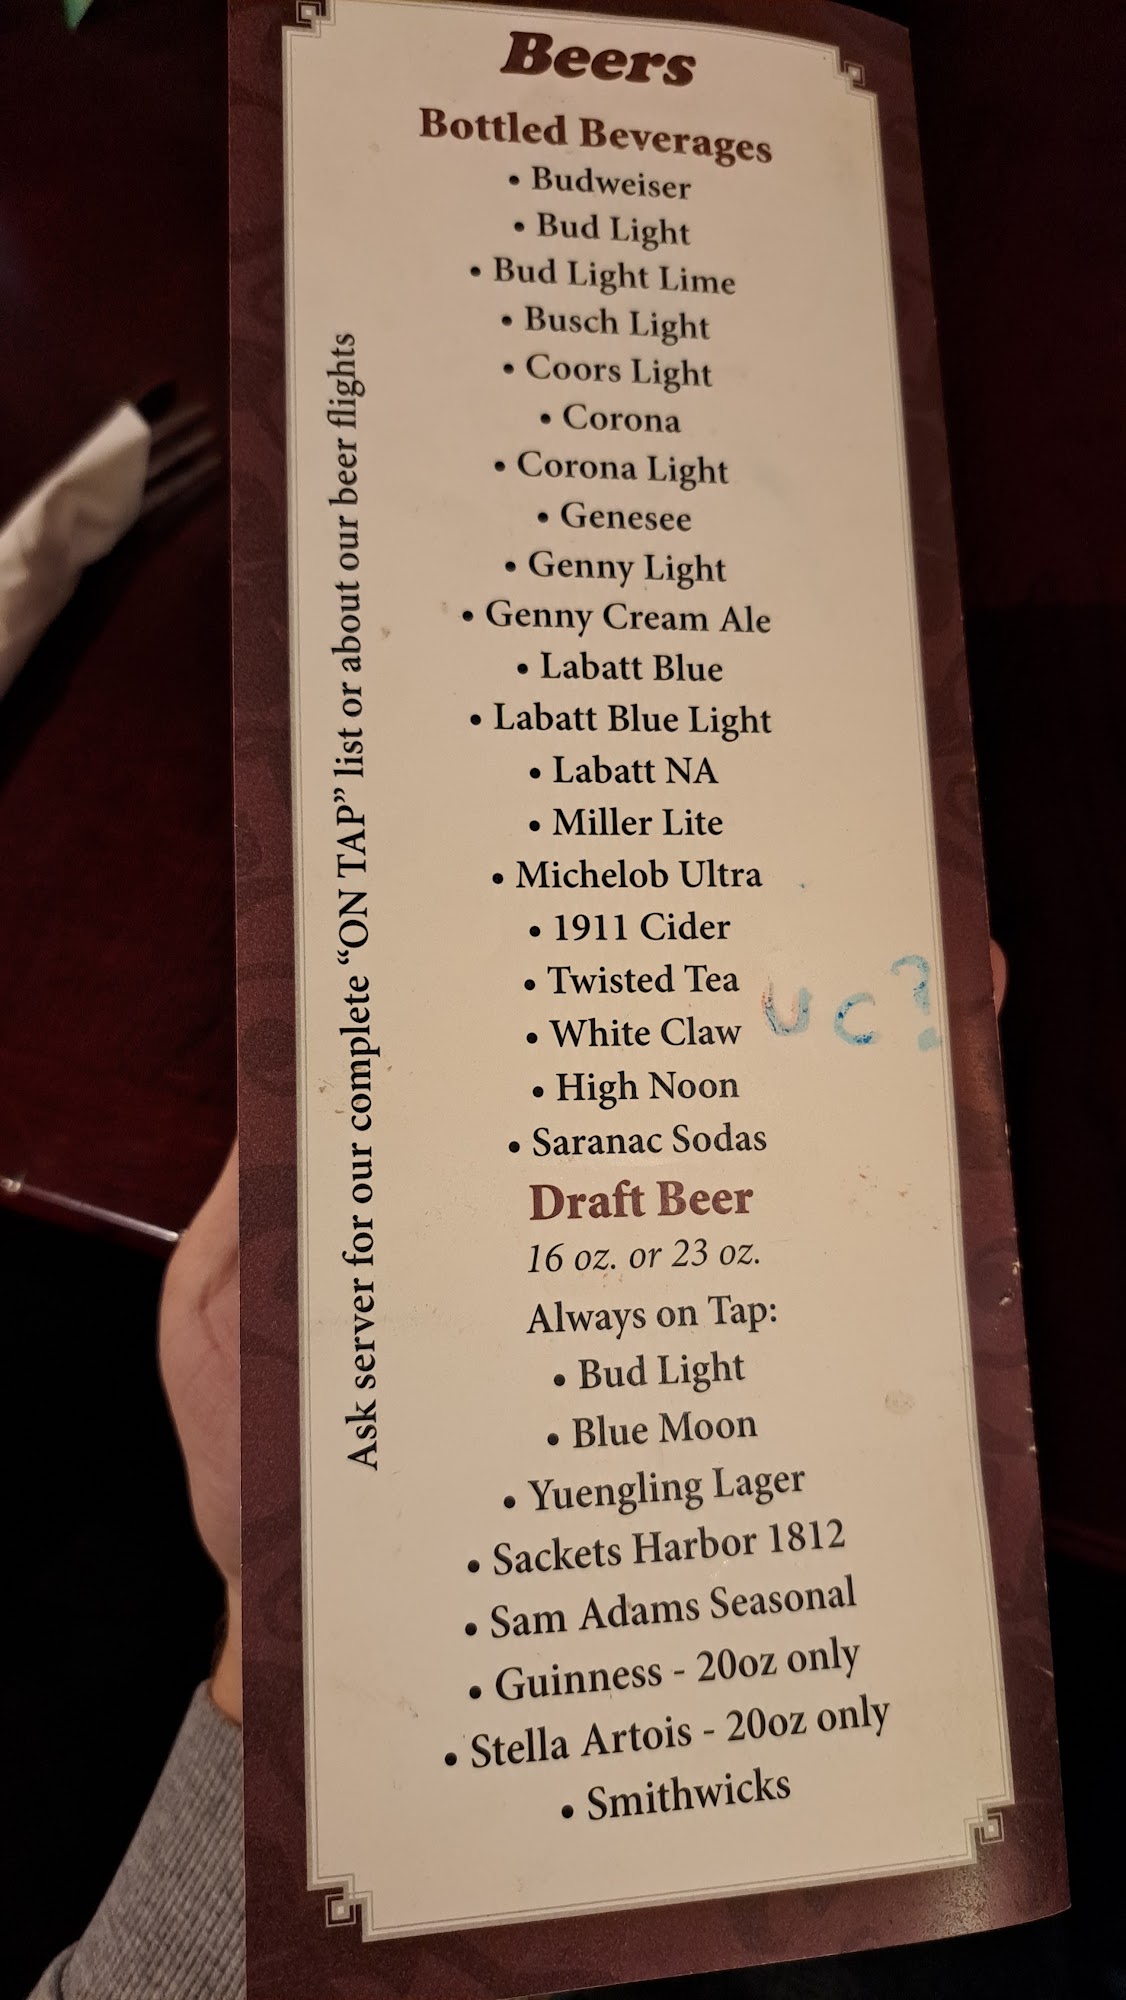 Beers
Bottled Beverages
• Budweiser
• Bud Light
• Bud Light Lime
• Busch Light
• Coors Light
• Corona
• Corona Light
• Genesee
• Genny Light
• Genny Cream Ale
• Labatt Blue
• Labatt Blue Light
• Labatt NA
• Miller Lite
• Michelob Ultra
• 1911 Cider
• Twisted Tea
• White Claw
UC?
• High Noon
• Saranac Sodas
Draft Beer
16 oz. or 23 oz.
Always on Tap:
• Bud Light
• Blue Moon
• Yuengling Lager
• Sackets Harbor 1812
• Sam Adams Seasonal
• Guinness - 20oz only
• Stella Artois - 20oz only
• Smithwicks
Ask server for our complete “ON TAP” list or about our beer flights